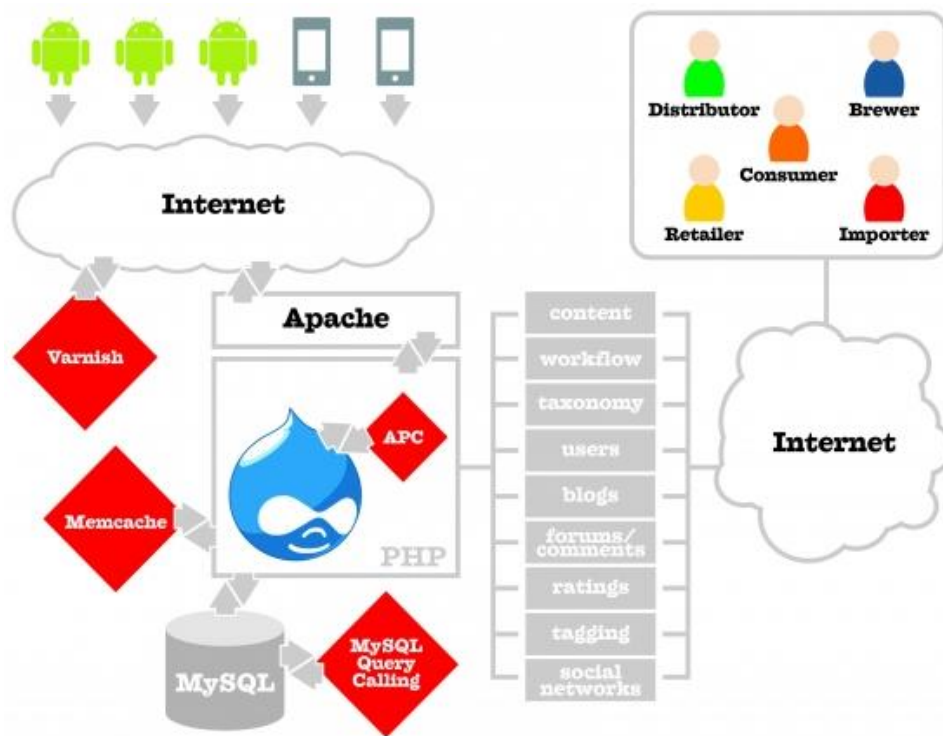 Distributor
Brewer
Consumer
Retailer
Importer
Internet
Apache
Varnish
APC
Memcache
PHP
MySQL
MySQL
Query
Calling
content
workflow
taxonomy
users
blogs
forums/
comments
ratings
tagging
social
networks
Internet